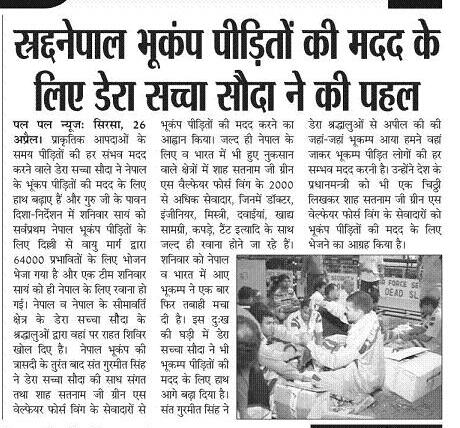 स्रद्दनेपाल भूकंप पीड़ितों की मदद के
लिए डेरा सच्चा सौदा ने की पहल
पल पल न्यूज: सिरसा, 26
अप्रैल। प्राकृतिक आपदाओं के
समय पीड़ितों की हर संभव मदद
करने वाले डेरा सच्चा सौदा ने नेपाल
के भूकंप पीड़ितों की मदद के लिए
हाथ बढ़ाए हैं और गुरु जी के पावन
दिशा-निर्देशन में शनिवार सायं को
सर्वप्रथम नेपाल भूकंप पीड़ितों के
लिए दिल्ली से वायु मार्ग द्वारा
64000 प्रभावितों के लिए भोजन
भेजा गया है और एक टीम शनिवार
सायं को ही नेपाल के लिए रवाना हो
गई। नेपाल व नेपाल के सीमावर्ति
क्षेत्र के डेरा सच्चा सौदा के
श्रद्धालुओं द्वारा वहां पर राहत शिविर
खोल दिए है। नेपाल भूकंप की
त्रासदी के तुरंत बाद संत गुरमीत सिंह
ने डेरा सच्चा सौदा की साध संगत
तथा शाह सतनाम जी ग्रीन एस
वेल्फेयर फोर्स विंग के सेवादारों से
भूकंप पीड़ितों की मदद करने का
आह्वान किया। जल्द ही नेपाल के
लिए व भारत में भी हुए नुकसान
वाले क्षेत्रों में शाह सतनाम जी ग्रीन
एस वैल्फेयर फोर्स विंग के 2000
से अधिक सेवादार, जिनमें डॉक्टर,
इंजीनियर, मिस्त्री, दवाईयां, खाद्य
सामग्री, कपड़े, टैंट इत्यादि के साथ
जल्द ही रवाना होने जा रहे हैं।
शनिवार को नेपाल
व भारत में आए
भूकम्प ने एक बार
फिर तबाही मचा
दी है। इस दुःख
की घड़ी में डेरा
सच्चा सौदा ने भी
भूकम्प पीड़ितों की
मदद के लिए हाथ
आगे बढ़ा दिया है।
संत गुरमीत सिंह ने
डेरा श्रद्धालुओं से अपील की की
जहां-जहां भूकम्प आया हमने वहां
जाकर भूकम्प पीड़ित लोगों की हर
सम्भव मदद करनी है। उन्होंने देश के
प्रधानमन्त्री को भी एक चिठ्ठी
लिखकर शाह सतनाम जी ग्रीन एस
वेल्फेयर फोर्स विंग के सेवादारों को
भूकंप पीड़ितों की मदद के लिए
भेजने का आग्रह किया है।
FORCE SE
DEAD SL